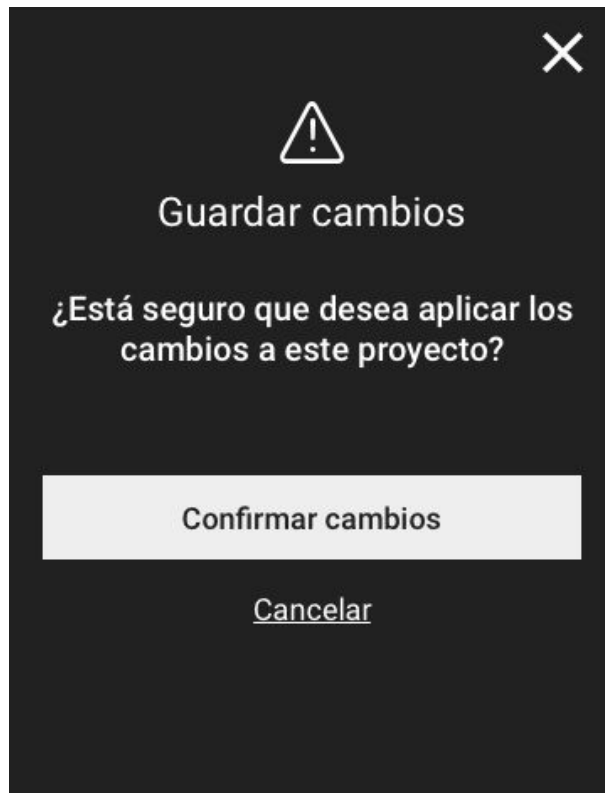 Guardar cambios
¿Está seguro que desea aplicar los
cambios a este proyecto?
Confirmar cambios
Cancelar